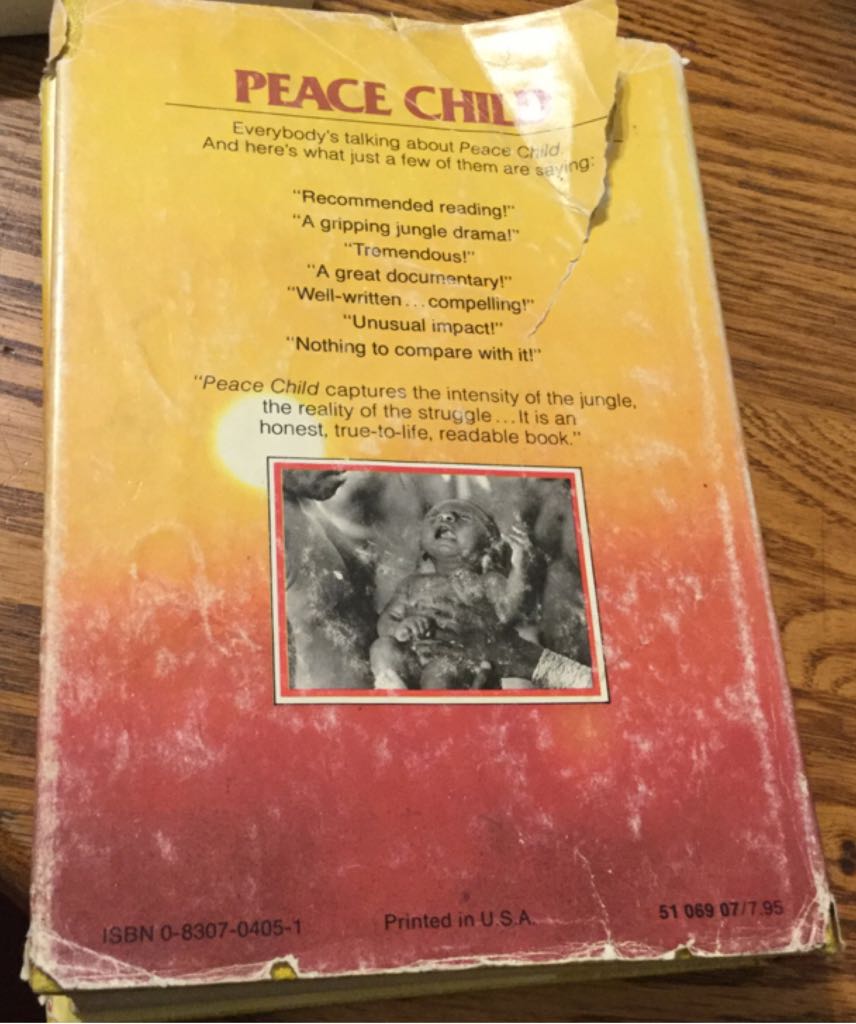 PEACE CHILD
Everybody's talking about Peace Child.
And here's what just a few of them are saying:
"Recommended reading!"
"A gripping jungle drama!"
"Tremendous!"
"A great documentary!"
"Well-written...compelling!"
"Unusual impact!"
"Nothing to compare with it!"
"Peace Child captures the intensity of the jungle,
the reality of the struggle...It is an
honest, true-to-life, readable book."
ISBN 0-8307-0405-1
Printed in U.S.A.
51 069 07/7.95